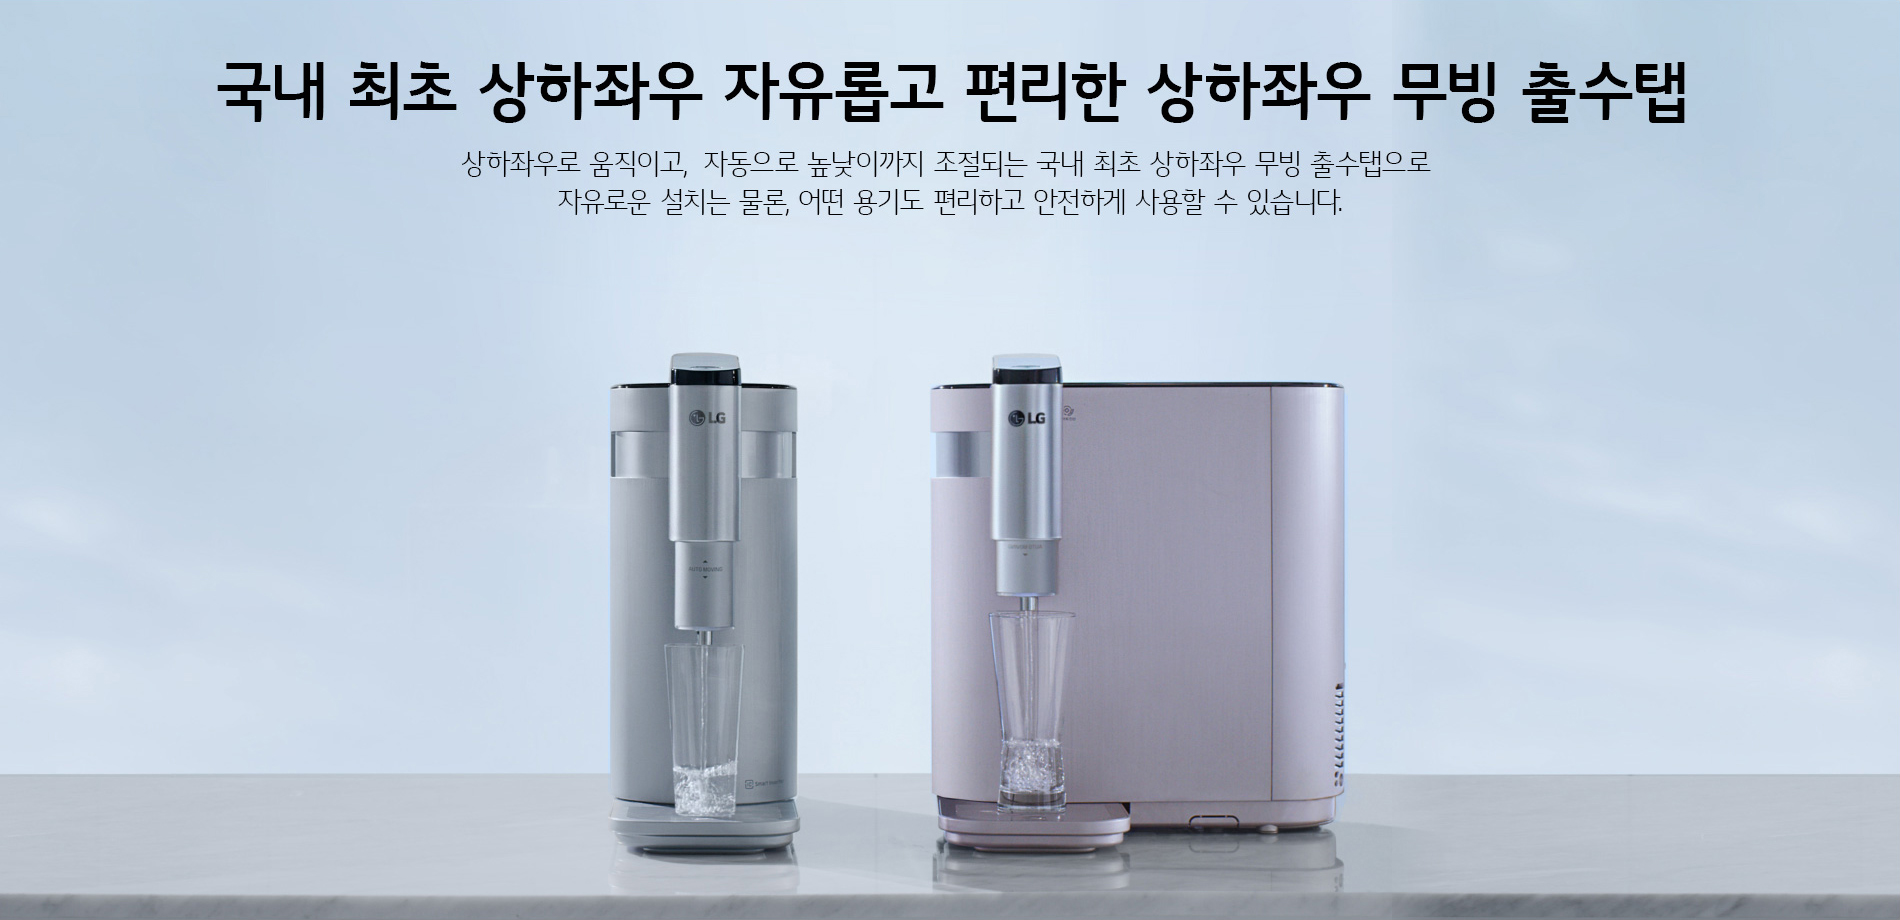 국내 최초 상하좌우 자유롭고 편리한 상하좌우 무빙 출수탭
상하좌우로 움직이고, 자동으로 높낮이까지 조절되는 국내 최초 상하좌우 무빙 출수탭으로
자유로운 설치는 물론, 어떤 용기도 편리하고 안전하게 사용할 수 있습니다.
LG
LG
AUTO MOVING
Smart Inverter